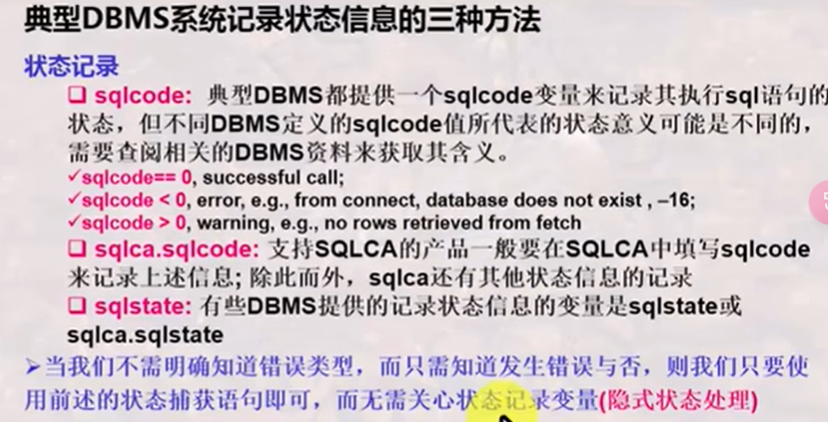 典型DBMS系统记录状态信息的三种方法
状态记录
❑ sqlcode: 典型DBMS都提供一个sqlcode变量来记录其执行sql语句的
状态，但不同DBMS定义的sqlcode值所代表的状态意义可能是不同的，
需要查阅相关的DBMS资料来获取其含义。
✓sqlcode== 0, successful call;
✓sqlcode < 0, error, e.g., from connect, database does not exist , –16;
✓sqlcode > 0, warning, e.g., no rows retrieved from fetch
❑ sqlca.sqlcode: 支持SQLCA的产品一般要在SQLCA中填写sqlcode
来记录上述信息; 除此而外，sqlca还有其他状态信息的记录
❑ sqlstate: 有些DBMS提供的记录状态信息的变量是sqlstate或
sqlca.sqlstate
➢当我们不需明确知道错误类型，而只需知道发生错误与否，则我们只要使
用前述的状态捕获语句即可，而无需关心状态记录变量(隐式状态处理)